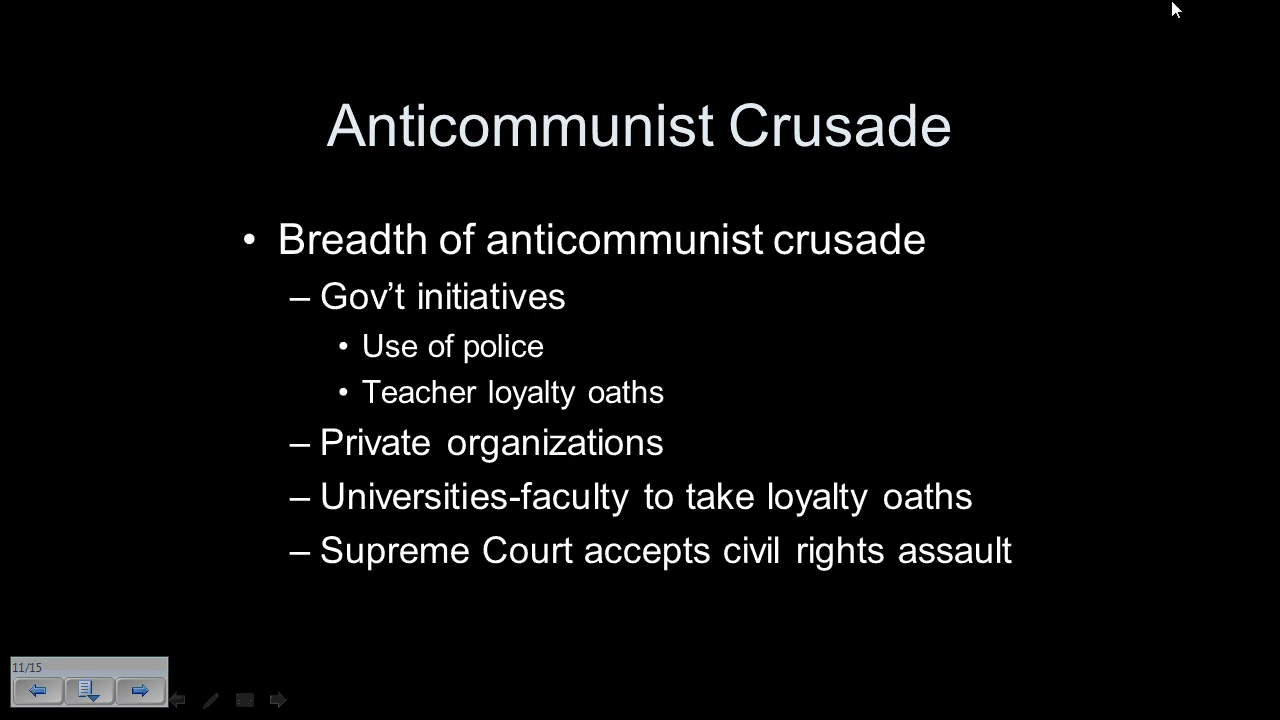 Anticommunist Crusade
• Breadth of anticommunist crusade
– Gov’t initiatives
• Use of police
• Teacher loyalty oaths
– Private organizations
– Universities-faculty to take loyalty oaths
– Supreme Court accepts civil rights assault
11/15